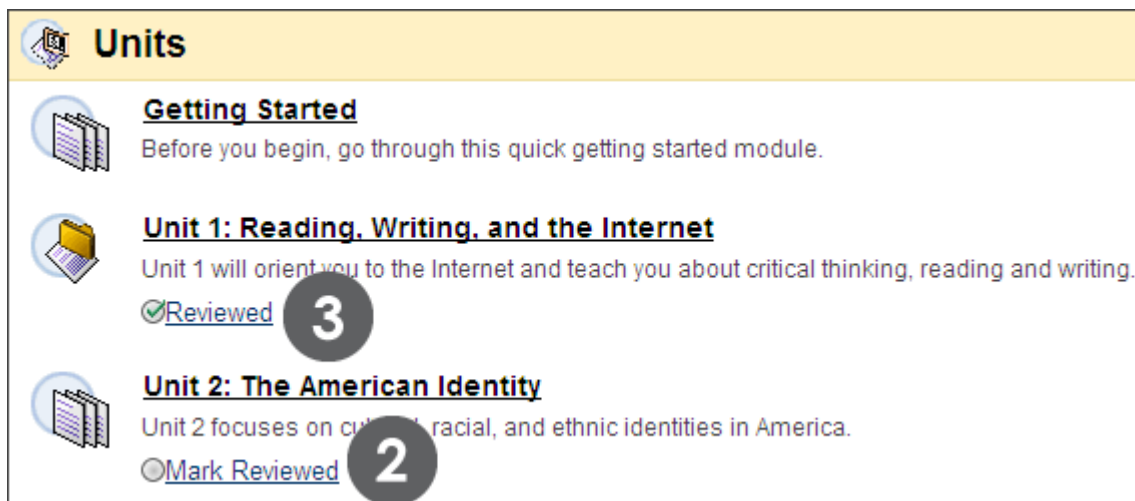 Units
Getting Started
Before you begin, go through this quick getting started module.
Unit 1: Reading, Writing, and the Internet
Unit 1 will orient you to the Internet and teach you about critical thinking, reading and writing.
Reviewed 3
Unit 2: The American Identity
Unit 2 focuses on racial, and ethnic identities in America.
Mark Reviewed 2